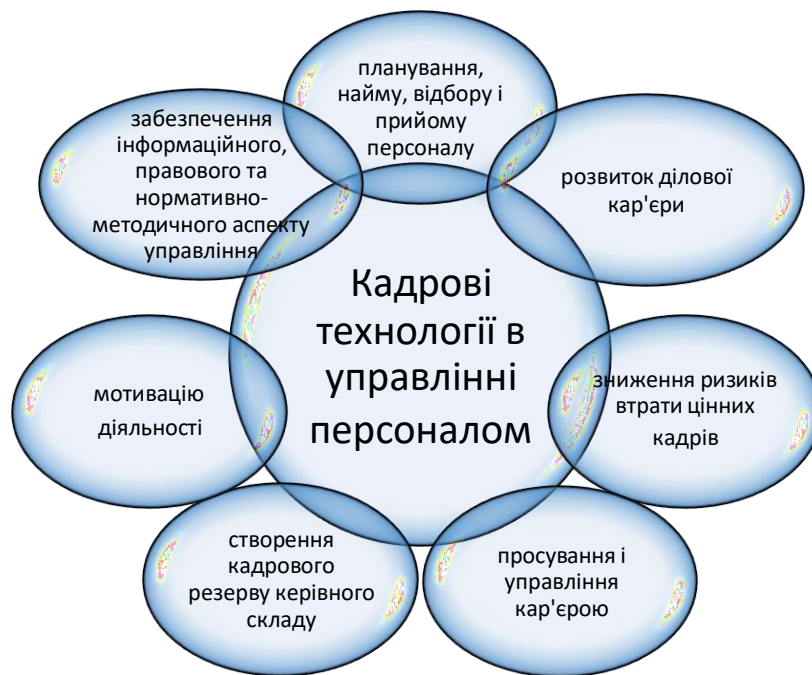 планування,
найму, відбору і
прийому
персоналу
забезпечення
інформаційного,
правового та
нормативно-
методичного аспекту
управління
розвиток ділової
кар'єри
Кадрові
технології в
управлінні
персоналом
мотивацію
діяльності
зниження ризиків
втрати цінних
кадрів
створення
кадрового
резерву керівного
складу
просування і
управління
кар'єрою